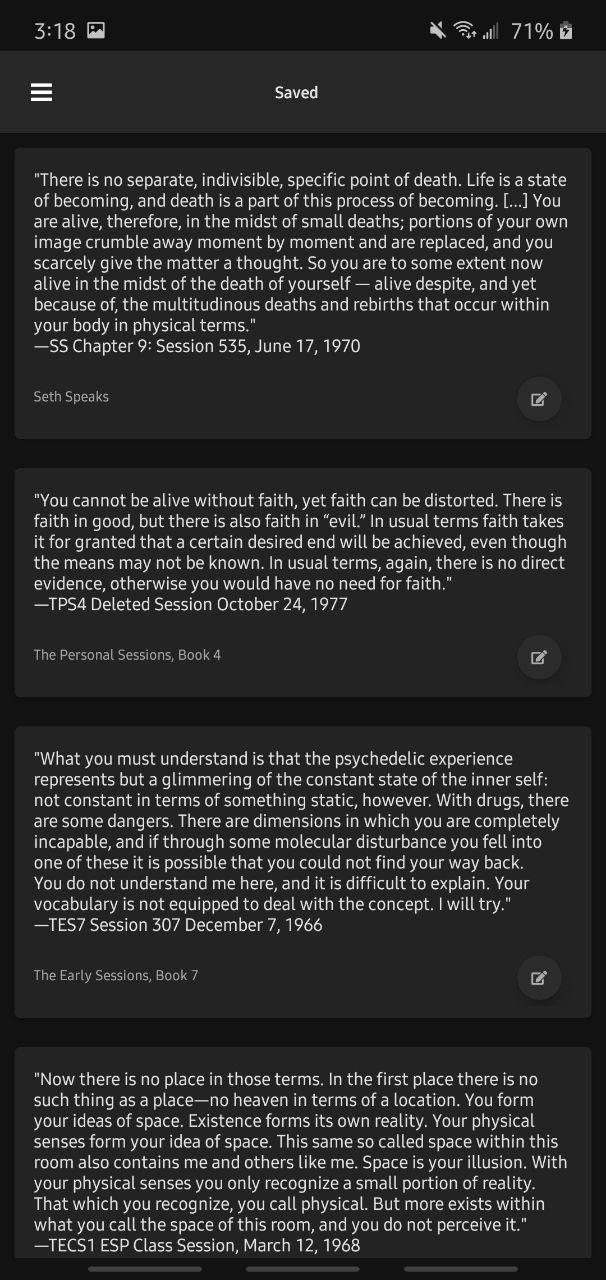 3:18
71%
Saved
"There is no separate, indivisible, specific point of death. Life is a state
of becoming, and death is a part of this process of becoming. [...] You
are alive, therefore, in the midst of small deaths; portions of your own
image crumble away moment by moment and are replaced, and you
scarcely give the matter a thought. So you are to some extent now
alive in the midst of the death of yourself — alive despite, and yet
because of, the multitudinous deaths and rebirths that occur within
your body in physical terms."
—SS Chapter 9: Session 535, June 17, 1970
Seth Speaks
"You cannot be alive without faith, yet faith can be distorted. There is
faith in good, but there is also faith in “evil.” In usual terms faith takes
it for granted that a certain desired end will be achieved, even though
the means may not be known. In usual terms, again, there is no direct
evidence, otherwise you would have no need for faith."
—TPS4 Deleted Session October 24, 1977
The Personal Sessions, Book 4
"What you must understand is that the psychedelic experience
represents but a glimmering of the constant state of the inner self:
not constant in terms of something static, however. With drugs, there
are some dangers. There are dimensions in which you are completely
incapable, and if through some molecular disturbance you fell into
one of these it is possible that you could not find your way back.
You do not understand me here, and it is difficult to explain. Your
vocabulary is not equipped to deal with the concept. I will try."
—TES7 Session 307 December 7, 1966
The Early Sessions, Book 7
"Now there is no place in those terms. In the first place there is no
such thing as a place—no heaven in terms of a location. You form
your ideas of space. Existence forms its own reality. Your physical
senses form your idea of space. This same so called space within this
room also contains me and others like me. Space is your illusion. With
your physical senses you only recognize a small portion of reality.
That which you recognize, you call physical. But more exists within
what you call the space of this room, and you do not perceive it."
—TECS1 ESP Class Session, March 12, 1968